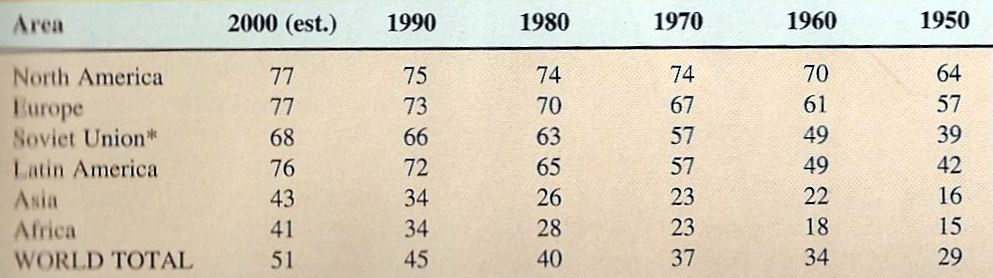 Area 2000 (est.) 1990 1980 1970 1960 1950
North America 77 75 74 74 70 64
Europe 77 73 70 67 61 57
Soviet Union* 68 66 63 57 49 39
Latin America 76 72 65 57 49 42
Asia 43 34 26 23 22 16
Africa 41 34 28 23 18 15
WORLD TOTAL 51 45 40 37 34 29